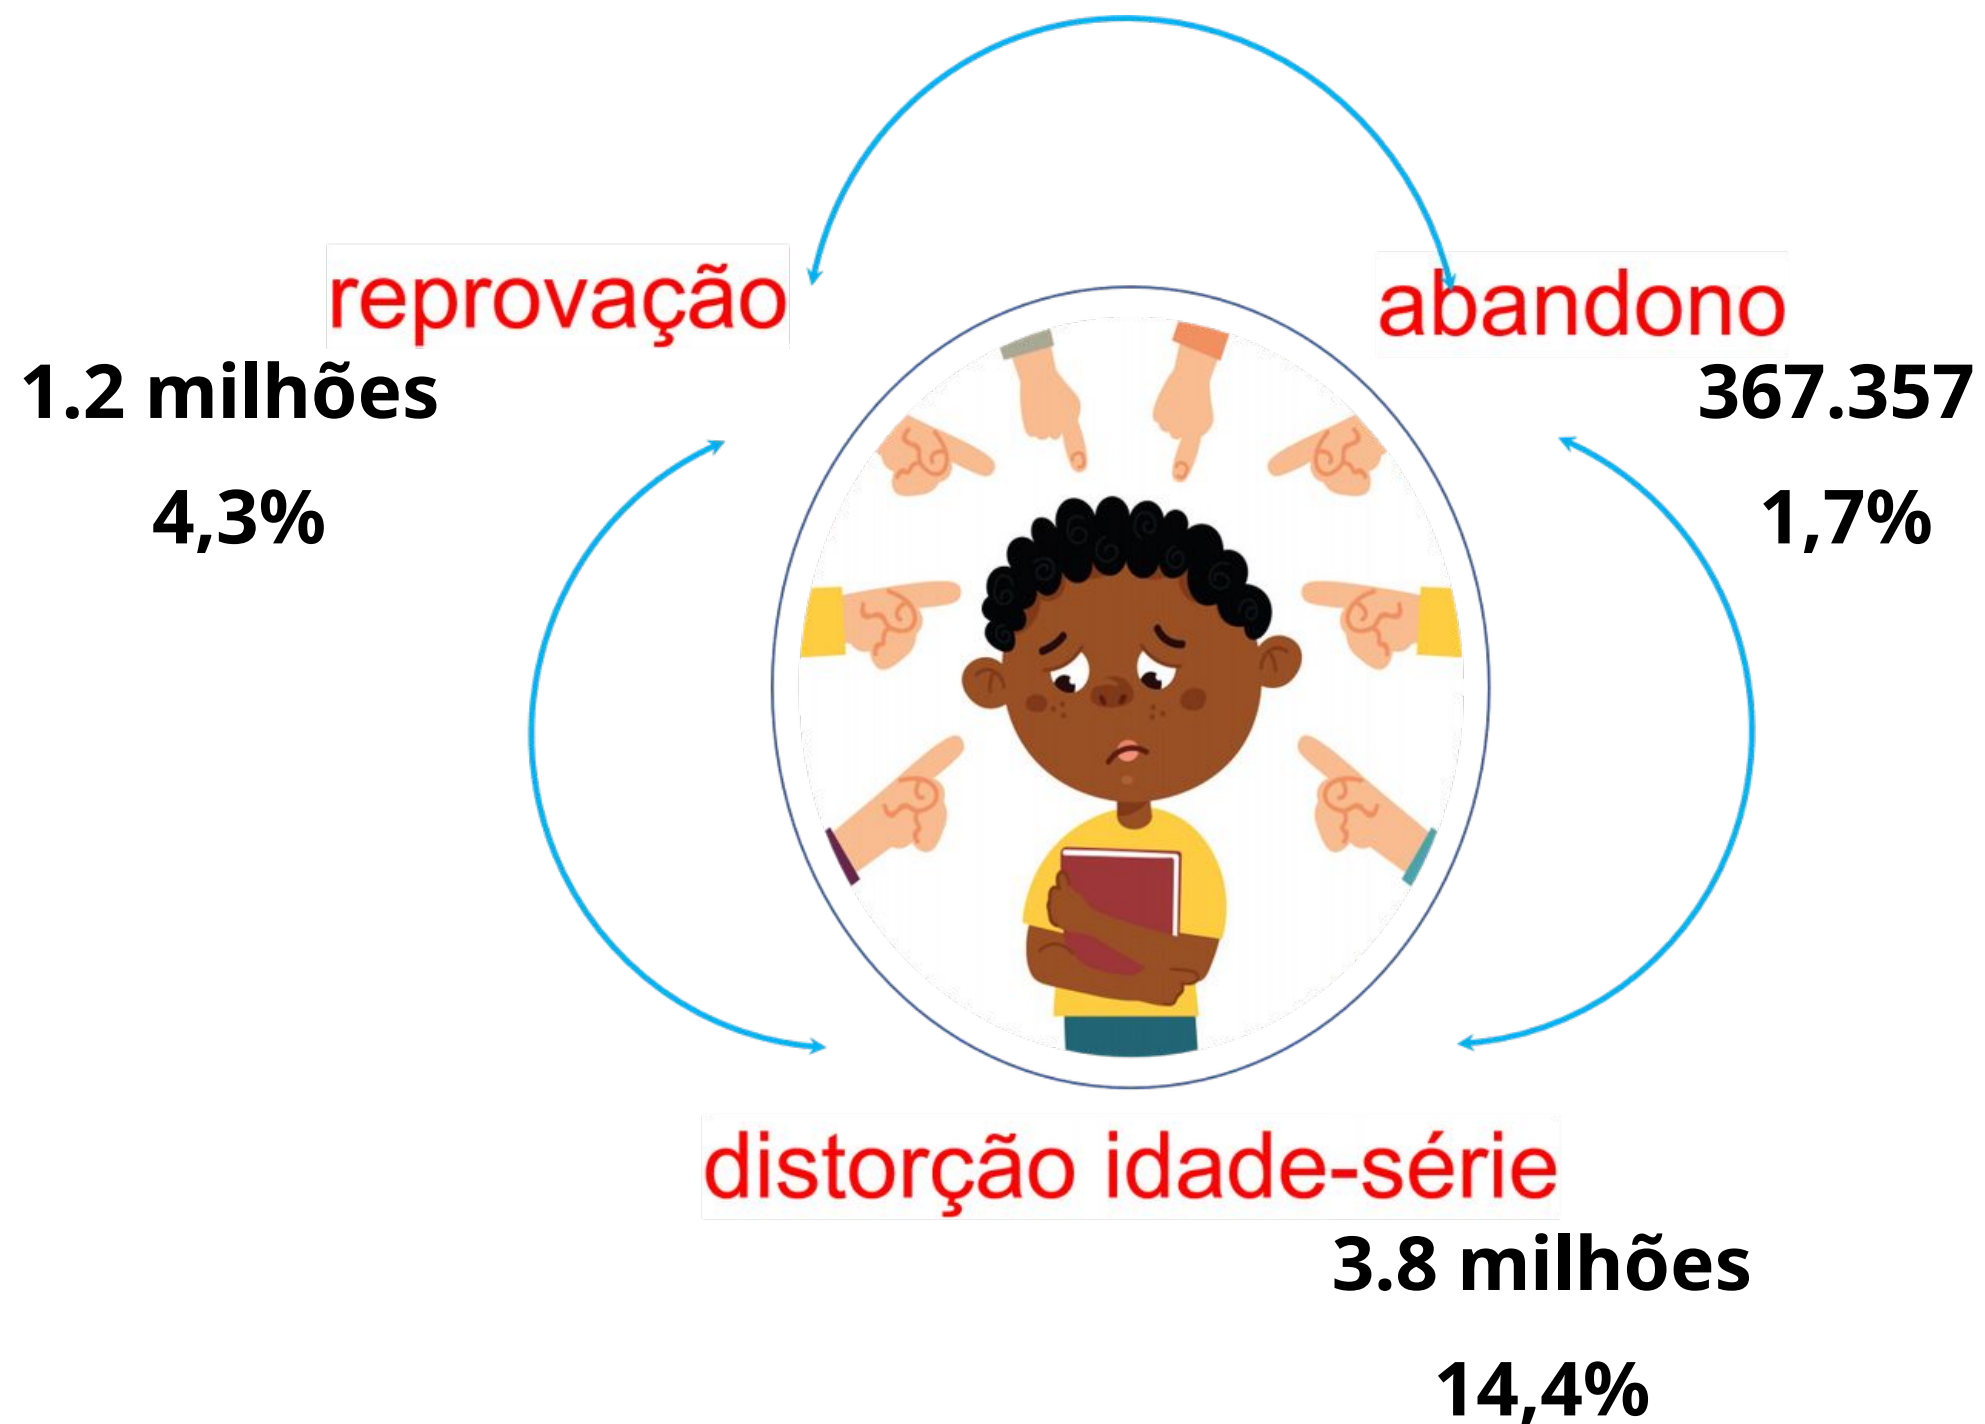 reprovação
1.2 milhões
4,3%
abandono
367.357
1,7%
distorção idade-série
3.8 milhões
14,4%